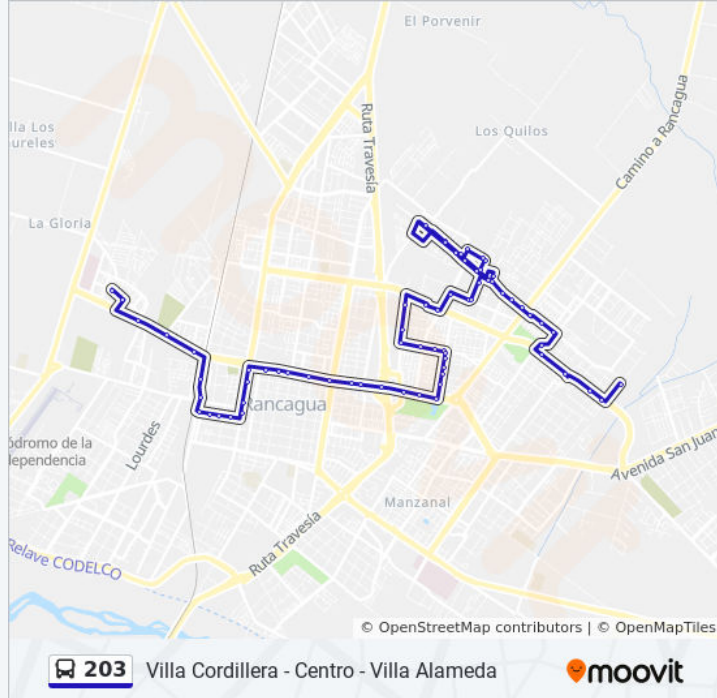 El Porvenir
lla Los
ureles
Los Quilos
Ruta Travesía
Camino a Rancagua
La Gloria
Rancagua
ódromo de la
dependencia
Lourdes
Avenida San Juan
Manzanal
Ruta Travesía
Relave CODELCO
© OpenStreetMap contributors | © OpenMapTiles
203 Villa Cordillera - Centro - Villa Alameda
moovit